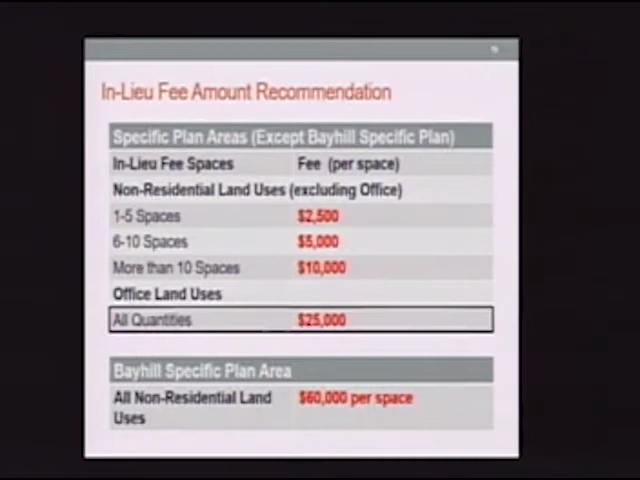 In-Lieu Fee Amount Recommendation
Specific Plan Areas (Except Bayhill Specific Plan)
In-Lieu Fee Spaces Fee (per space)
Non-Residential Land Uses (excluding Office)
1-5 Spaces $2,500
6-10 Spaces $5,000
More than 10 Spaces $10,000
Office Land Uses
All Quantities $25,000
Bayhill Specific Plan Area
All Non-Residential Land $60,000 per space
Uses